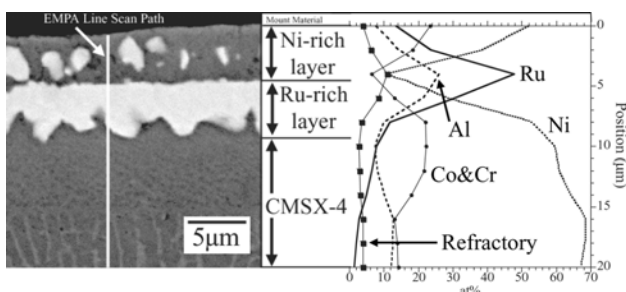 EMPA Line Scan Path
Mount Material
Ni-rich
layer
Ru-rich
layer
CMSX-4
5μm
Ru
Al
Ni
Co&Cr
Refractory
0
5
10
15
20
Position (μm)
0 10 20 30 40 50 60 70
at%